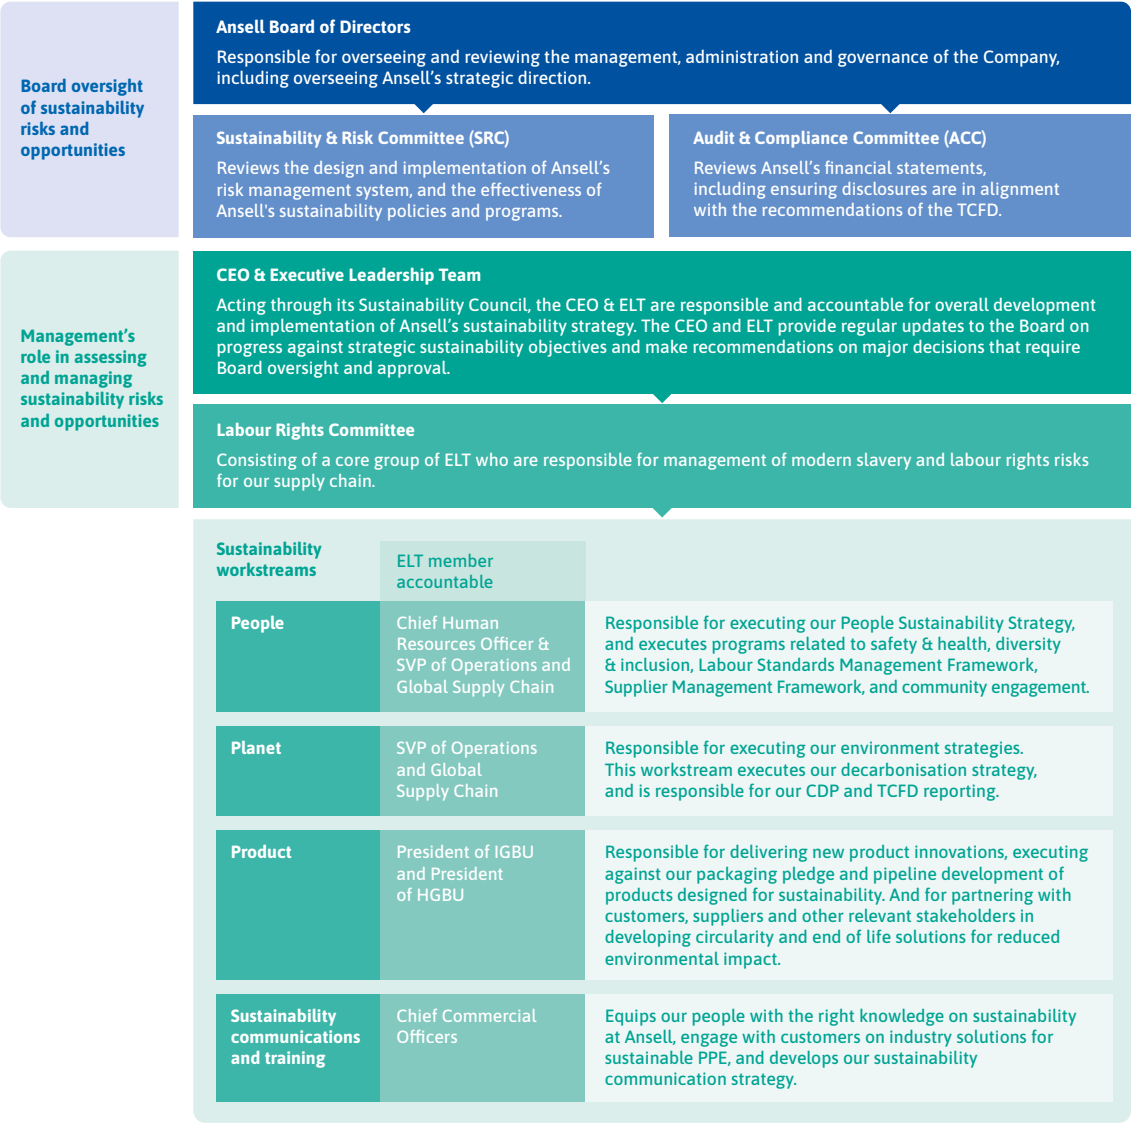 Board oversight
of sustainability
risks and
opportunities
Ansell Board of Directors
Responsible for overseeing and reviewing the management, administration and governance of the Company,
including overseeing Ansell’s strategic direction.
Sustainability & Risk Committee (SRC)
Reviews the design and implementation of Ansell’s
risk management system, and the effectiveness of
Ansell's sustainability policies and programs.
Audit & Compliance Committee (ACC)
Reviews Ansell’s financial statements,
including ensuring disclosures are in alignment
with the recommendations of the TCFD.
Management’s
role in assessing
and managing
sustainability risks
and opportunities
CEO & Executive Leadership Team
Acting through its Sustainability Council, the CEO & ELT are responsible and accountable for overall development
and implementation of Ansell’s sustainability strategy. The CEO and ELT provide regular updates to the Board on
progress against strategic sustainability objectives and make recommendations on major decisions that require
Board oversight and approval.
Labour Rights Committee
Consisting of a core group of ELT who are responsible for management of modern slavery and labour rights risks
for our supply chain.
Sustainability
workstreams
ELT member
accountable
People
Chief Human
Resources Officer &
SVP of Operations and
Global Supply Chain
Responsible for executing our People Sustainability Strategy,
and executes programs related to safety & health, diversity
& inclusion, Labour Standards Management Framework,
Supplier Management Framework, and community engagement.
Planet
SVP of Operations
and Global
Supply Chain
Responsible for executing our environment strategies.
This workstream executes our decarbonisation strategy,
and is responsible for our CDP and TCFD reporting.
Product
President of IGBU
and President
of HGBU
Responsible for delivering new product innovations, executing
against our packaging pledge and pipeline development of
products designed for sustainability. And for partnering with
customers, suppliers and other relevant stakeholders in
developing circularity and end of life solutions for reduced
environmental impact.
Sustainability
communications
and training
Chief Commercial
Officers
Equips our people with the right knowledge on sustainability
at Ansell, engage with customers on industry solutions for
sustainable PPE, and develops our sustainability
communication strategy.